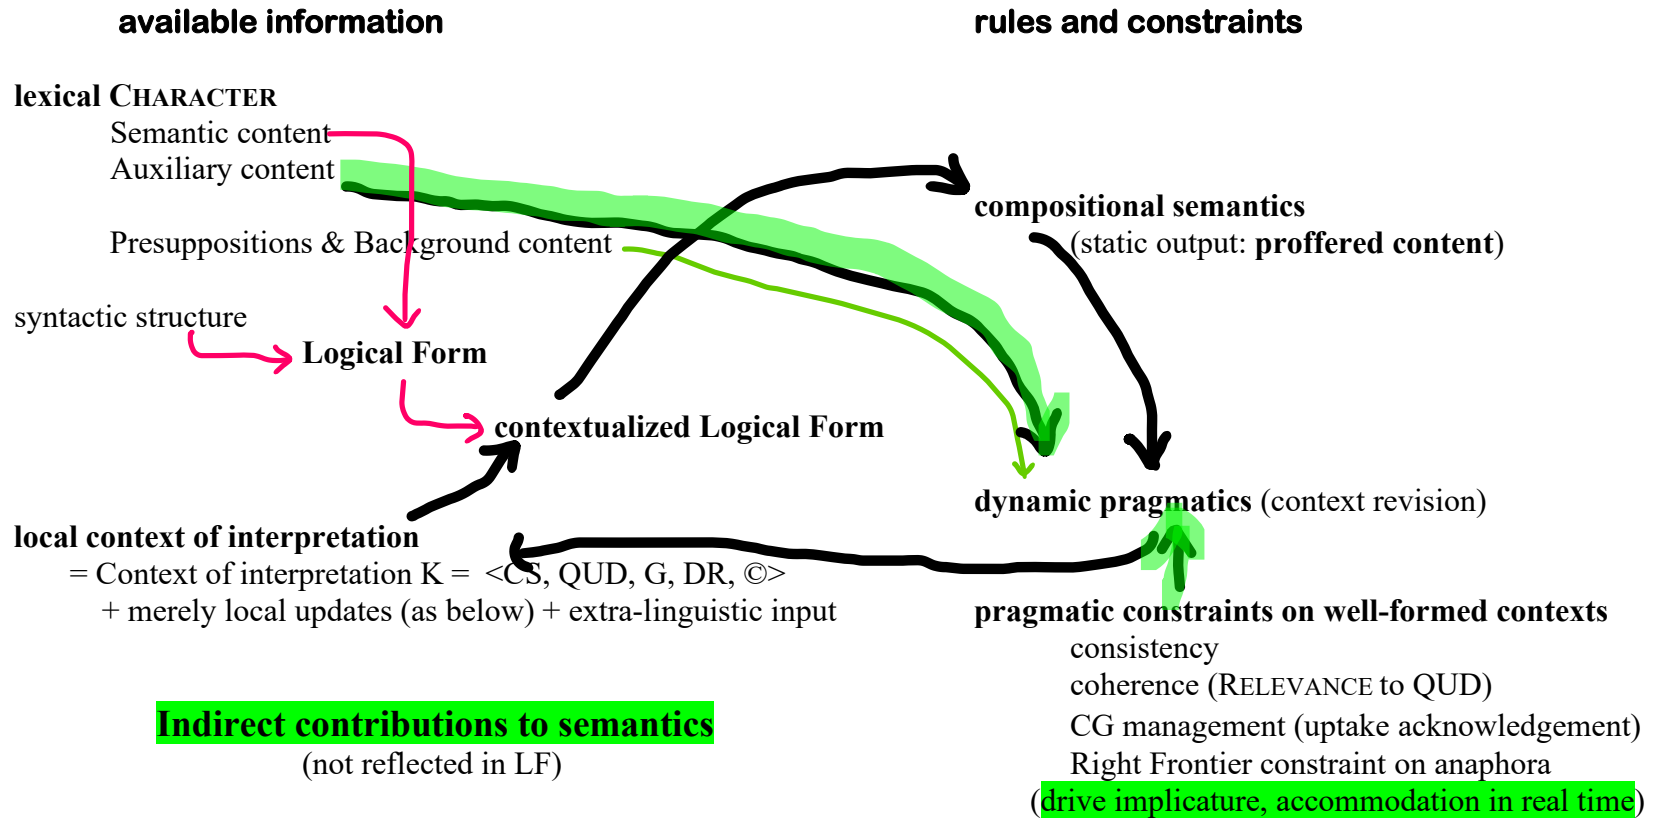 available information
rules and constraints
lexical CHARACTER
Semantic content
Auxiliary content
Presuppositions & Background content
syntactic structure
Logical Form
contextualized Logical Form
local context of interpretation
= Context of interpretation K = <CS, QUD, G, DR, ©>
+ merely local updates (as below) + extra-linguistic input
Indirect contributions to semantics
(not reflected in LF)
compositional semantics
(static output: proffered content)
dynamic pragmatics (context revision)
pragmatic constraints on well-formed contexts
consistency
coherence (RELEVANCE to QUD)
CG management (uptake acknowledgement)
Right Frontier constraint on anaphora
(drive implicature, accommodation in real time)